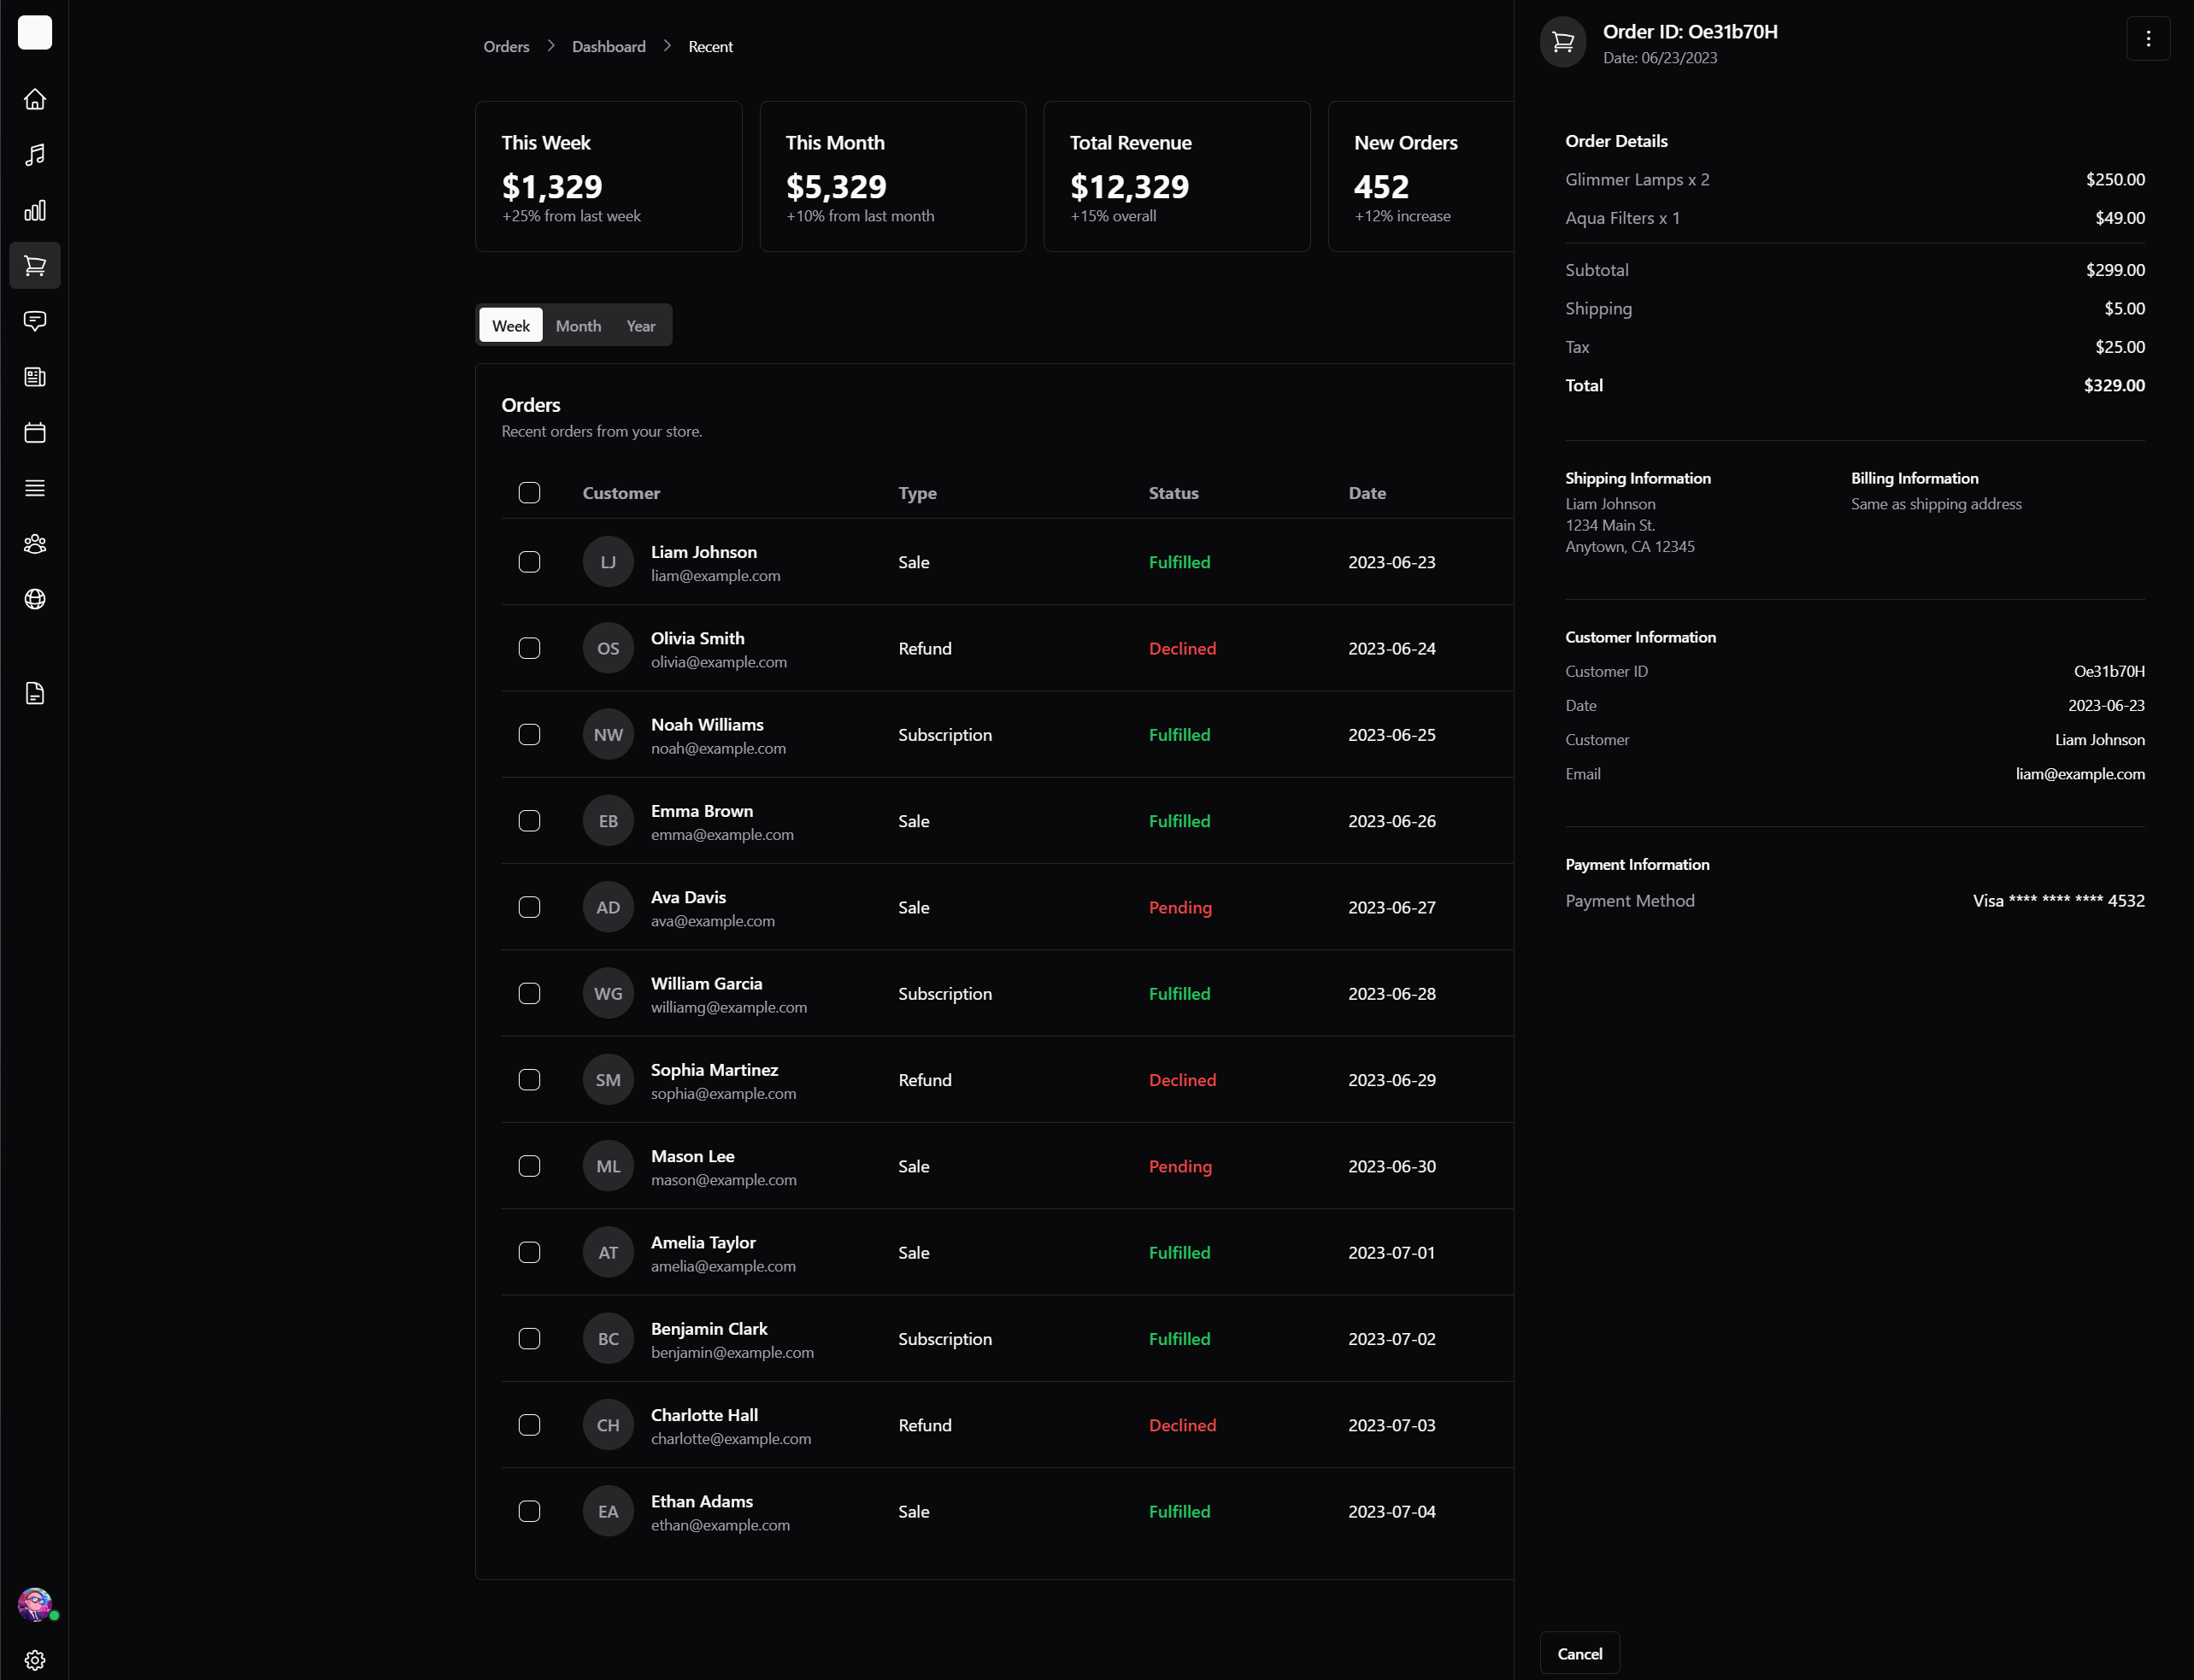 Orders Dashboard Recent
This Week
$1,329
+25% from last week
This Month
$5,329
+10% from last month
Total Revenue
$12,329
+15% overall
New Orders
452
+12% increase
Week Month Year
Orders
Recent orders from your store.
Customer Type Status Date
LJ Liam Johnson Sale Fulfilled 2023-06-23
liam@example.com
OS Olivia Smith Refund Declined 2023-06-24
olivia@example.com
NW Noah Williams Subscription Fulfilled 2023-06-25
noah@example.com
EB Emma Brown Sale Fulfilled 2023-06-26
emma@example.com
AD Ava Davis Sale Pending 2023-06-27
ava@example.com
WG William Garcia Subscription Fulfilled 2023-06-28
williamg@example.com
SM Sophia Martinez Refund Declined 2023-06-29
sophia@example.com
ML Mason Lee Sale Pending 2023-06-30
mason@example.com
AT Amelia Taylor Sale Fulfilled 2023-07-01
amelia@example.com
BC Benjamin Clark Subscription Fulfilled 2023-07-02
benjamin@example.com
CH Charlotte Hall Refund Declined 2023-07-03
charlotte@example.com
EA Ethan Adams Sale Fulfilled 2023-07-04
ethan@example.com
Order ID: Oe31b70H
Date: 06/23/2023
Order Details
Glimmer Lamps x 2 $250.00
Aqua Filters x 1 $49.00
Subtotal $299.00
Shipping $5.00
Tax $25.00
Total $329.00
Shipping Information
Liam Johnson
1234 Main St.
Anytown, CA 12345
Billing Information
Same as shipping address
Customer Information
Customer ID Oe31b70H
Date 2023-06-23
Customer Liam Johnson
Email liam@example.com
Payment Information
Payment Method Visa **** **** **** 4532
Cancel